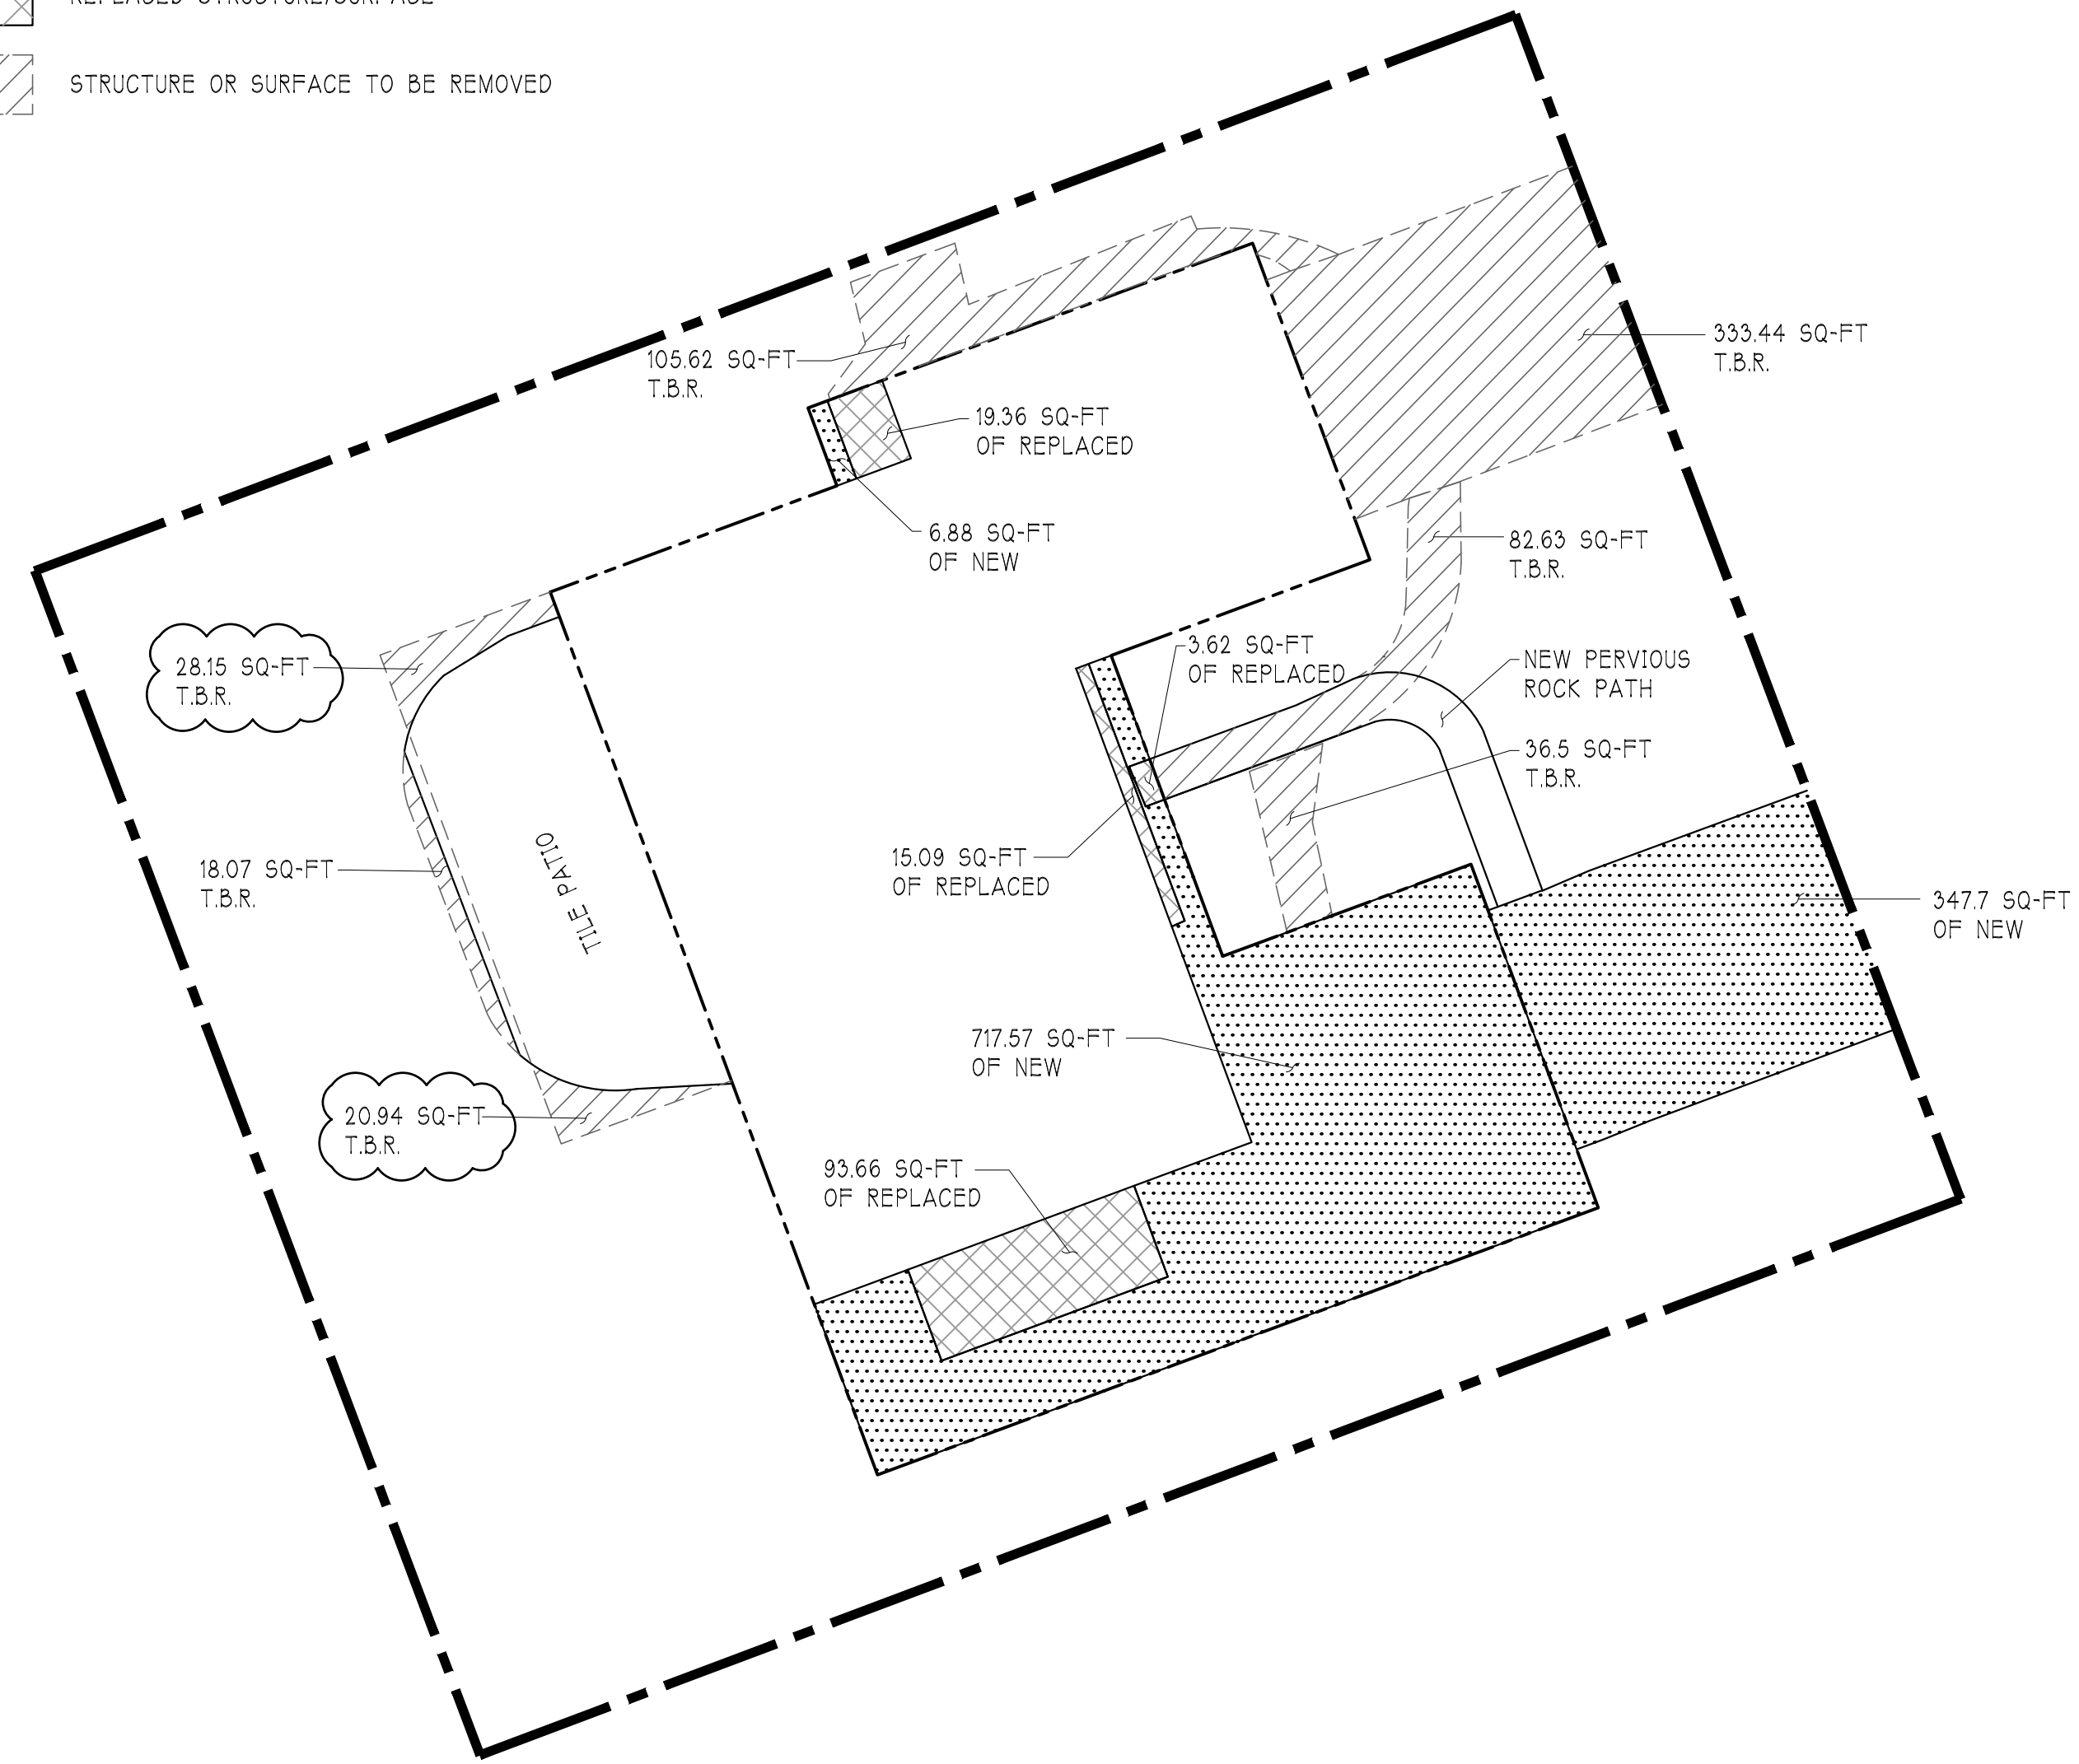 REPLACED STRUCTURE/SURFACE
STRUCTURE OR SURFACE TO BE REMOVED
105.62 SQ-FT
T.B.R.
333.44 SQ-FT
T.B.R.
19.36 SQ-FT
OF REPLACED
6.88 SQ-FT
OF NEW
82.63 SQ-FT
T.B.R.
28.15 SQ-FT
T.B.R.
3.62 SQ-FT
OF REPLACED
NEW PERVIOUS
ROCK PATH
36.5 SQ-FT
T.B.R.
18.07 SQ-FT
T.B.R.
TILE PATIO
15.09 SQ-FT
OF REPLACED
347.7 SQ-FT
OF NEW
717.57 SQ-FT
OF NEW
20.94 SQ-FT
T.B.R.
93.66 SQ-FT
OF REPLACED